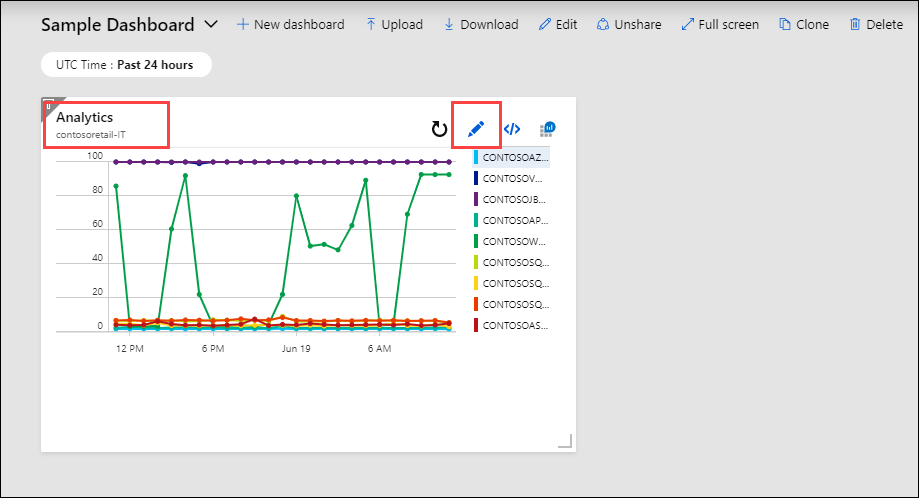 Sample Dashboard
New dashboard
Upload
Download
Edit
Unshare
Full screen
Clone
Delete
UTC Time : Past 24 hours
Analytics
contosoretail-IT
100
80
60
40
20
0
12 PM
6 PM
Jun 19
6 AM
CONTOSOAZ...
CONTOSOV...
CONTOSOJB...
CONTOSOAP...
CONTOSOW...
CONTOSOSQ...
CONTOSOSQ...
CONTOSOSQ...
CONTOSOAS...